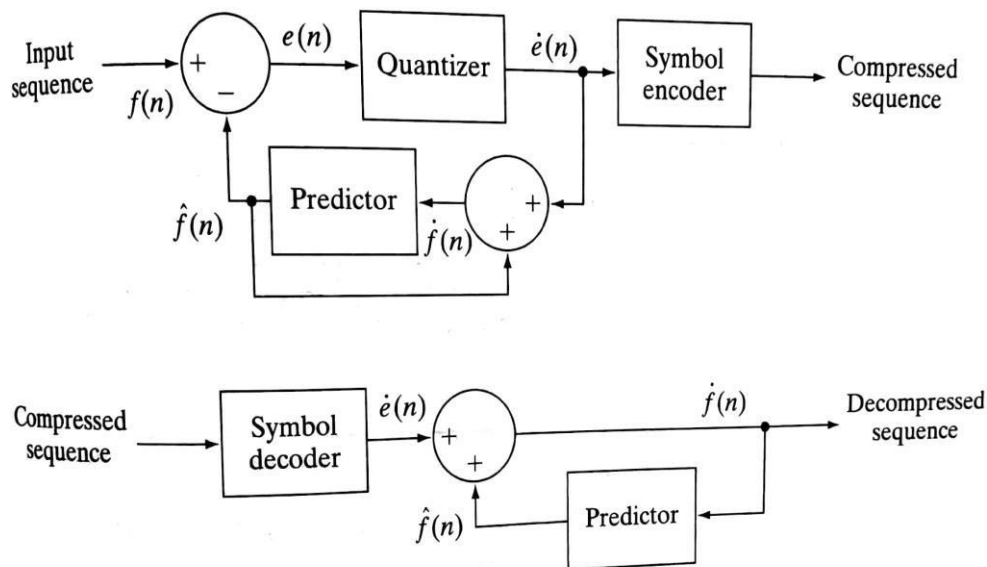 Input
sequence
+
−
f(n)
e(n)
Quantizer
ė(n)
Symbol
encoder
Compressed
sequence
f̂(n)
Predictor
ḟ(n)
+
+
Compressed
sequence
Symbol
decoder
ė(n)
+
+
ḟ(n)
Decompressed
sequence
f̂(n)
Predictor